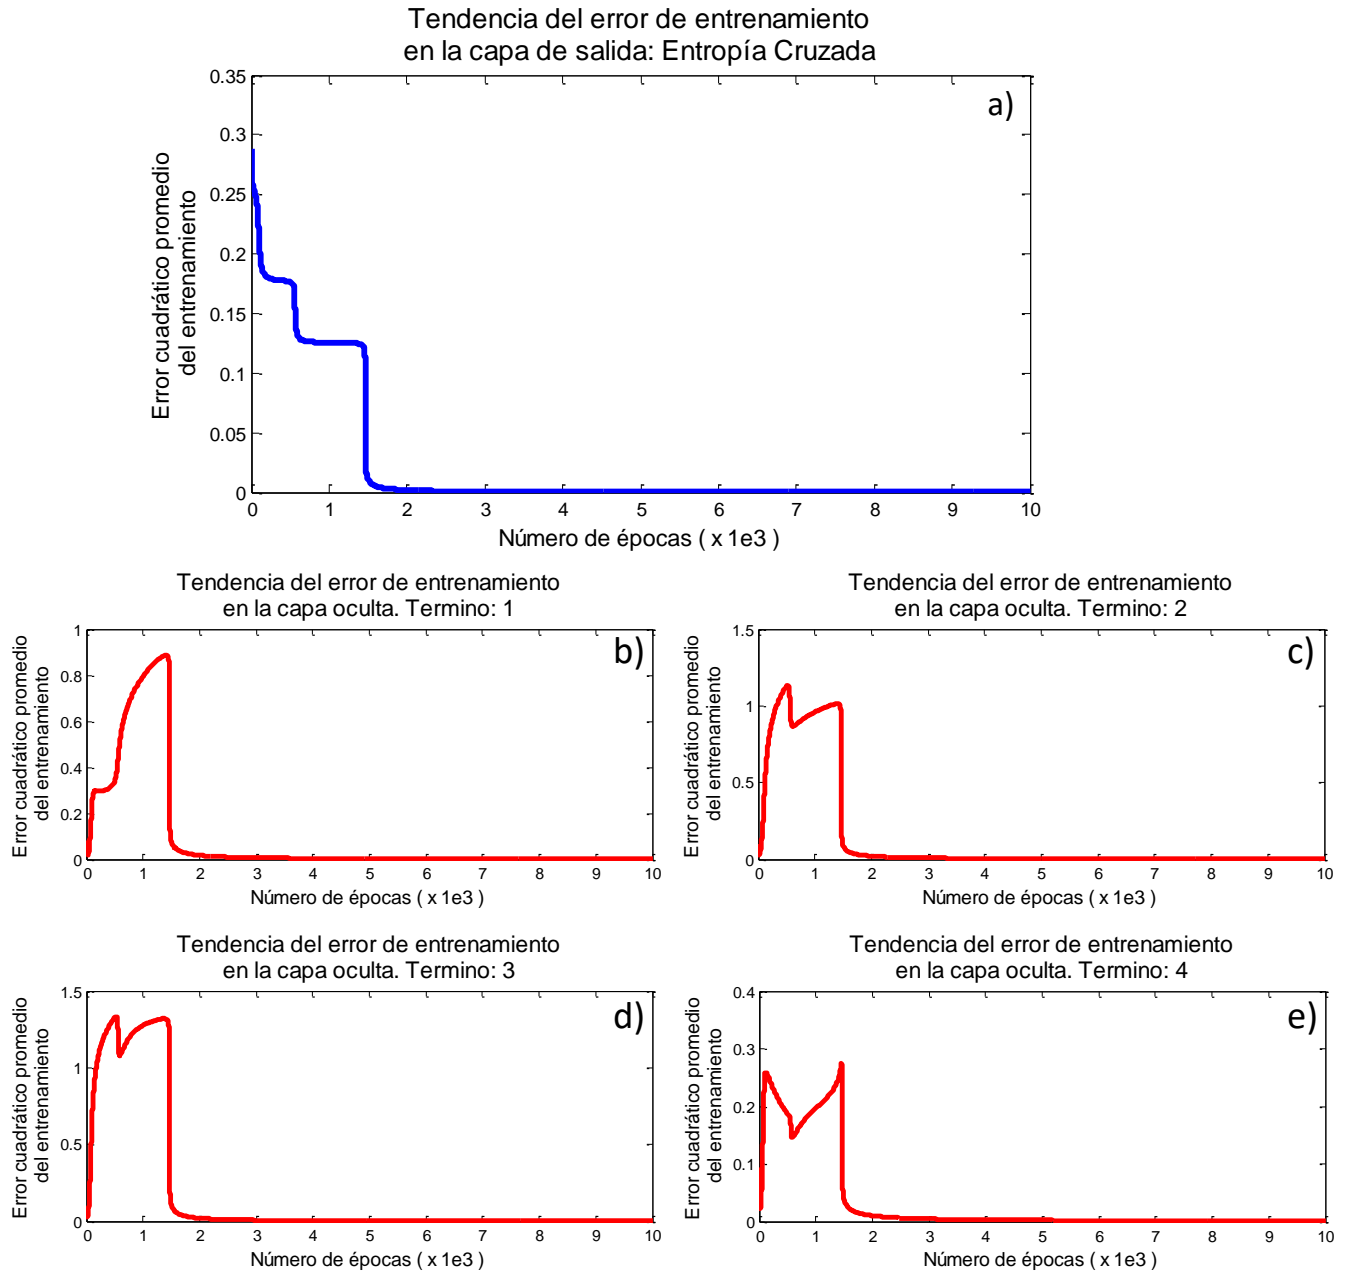 Tendencia del error de entrenamiento
en la capa de salida: Entropía Cruzada
a)
Error cuadrático promedio
del entrenamiento
0.35
0.3
0.25
0.2
0.15
0.1
0.05
0
0 1 2 3 4 5 6 7 8 9 10
Número de épocas ( x 1e3 )
Tendencia del error de entrenamiento
en la capa oculta. Termino: 1
b)
Error cuadrático promedio
del entrenamiento
1
0.8
0.6
0.4
0.2
0
0 1 2 3 4 5 6 7 8 9 10
Número de épocas ( x 1e3 )
Tendencia del error de entrenamiento
en la capa oculta. Termino: 2
c)
Error cuadrático promedio
del entrenamiento
1.5
1
0.5
0
0 1 2 3 4 5 6 7 8 9 10
Número de épocas ( x 1e3 )
Tendencia del error de entrenamiento
en la capa oculta. Termino: 3
d)
Error cuadrático promedio
del entrenamiento
1.5
1
0.5
0
0 1 2 3 4 5 6 7 8 9 10
Número de épocas ( x 1e3 )
Tendencia del error de entrenamiento
en la capa oculta. Termino: 4
e)
Error cuadrático promedio
del entrenamiento
0.4
0.3
0.2
0.1
0
0 1 2 3 4 5 6 7 8 9 10
Número de épocas ( x 1e3 )